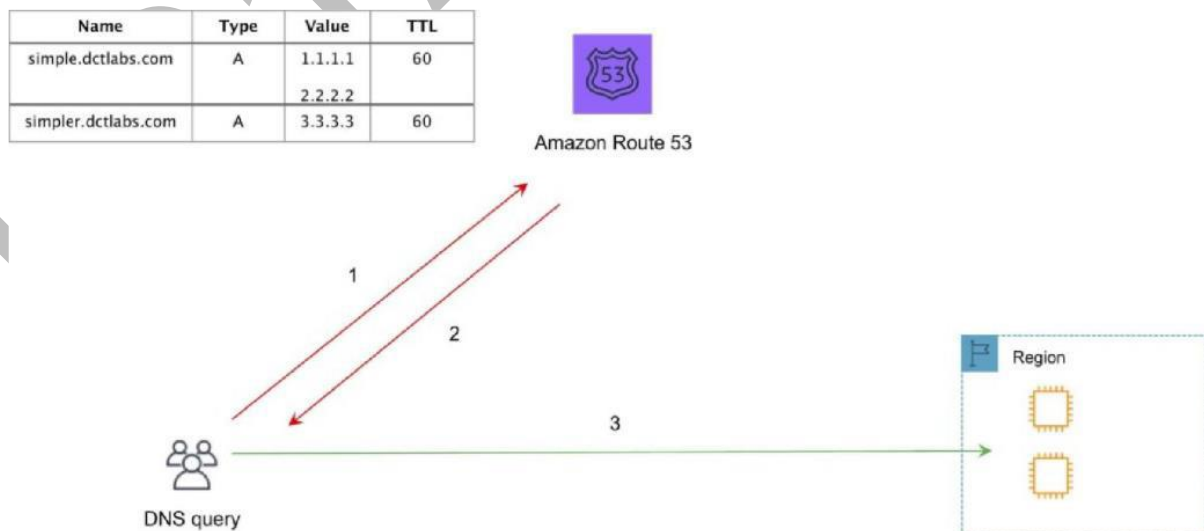 Name Type Value TTL
simple.dctlabs.com A 1.1.1.1 60
2.2.2.2
simpler.dctlabs.com A 3.3.3.3 60
53
Amazon Route 53
1
2
Region
3
DNS query